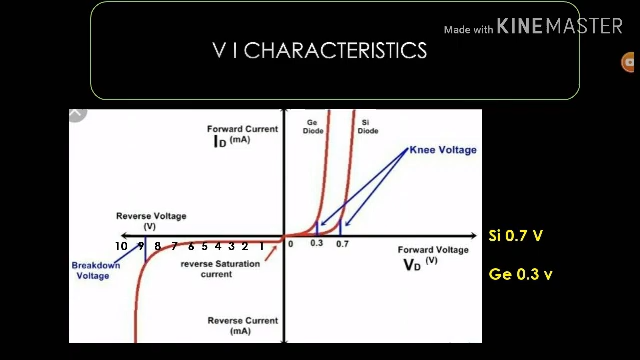 Made with KINEMASTER
V I CHARACTERISTICS
Forward Current
ID (mA)
Ge
Diode
Si
Diode
Knee Voltage
Reverse Voltage
(V)
10 9 8 7 6 5 4 3 2 1 0 0.3 0.7
Breakdown
Voltage
reverse Saturation
current
Forward Voltage
VD (V)
Reverse Current
(mA)
Si 0.7 V
Ge 0.3 v